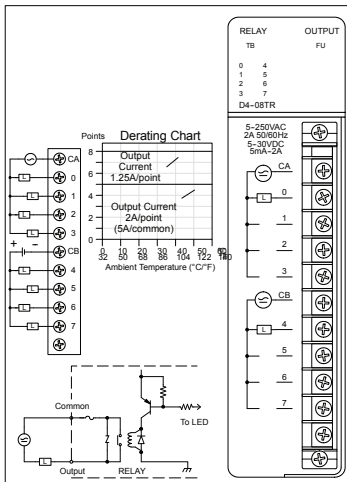 Points
Derating Chart
8
6
4
2
0
Output
Current
1.25A/point
Output Current
2A/point
(5A/common)
0 10 20 30 40 50 60
32 50 68 86 104 122 140
Ambient Temperature (°C/°F)
CA
L 0
L 1
L 2
L 3
+ -
CB
L 4
L 5
L 6
L 7
Common
L
Output
RELAY
To LED
RELAY OUTPUT
TB FU
0 4
1 5
2 6
3 7
D4-08TR
5-250VAC
2A 50/60Hz
5-30VDC
5mA-2A
CA
L 0
1
2
3
CB
L 4
5
6
7